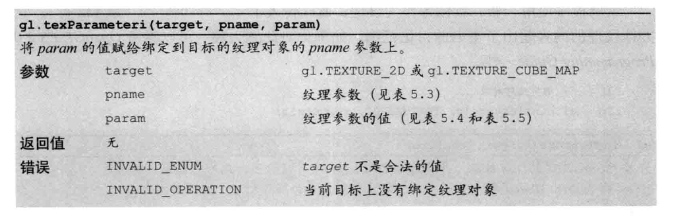 gl.texParameteri(target, pname, param)
将 param 的值赋给绑定到目标的纹理对象的 pname 参数上。
参数 target gl.TEXTURE_2D 或 gl.TEXTURE_CUBE_MAP
pname 纹理参数（见表 5.3）
param 纹理参数的值（见表 5.4 和表 5.5）
返回值 无
错误 INVALID_ENUM target 不是合法的值
INVALID_OPERATION 当前目标上没有绑定纹理对象